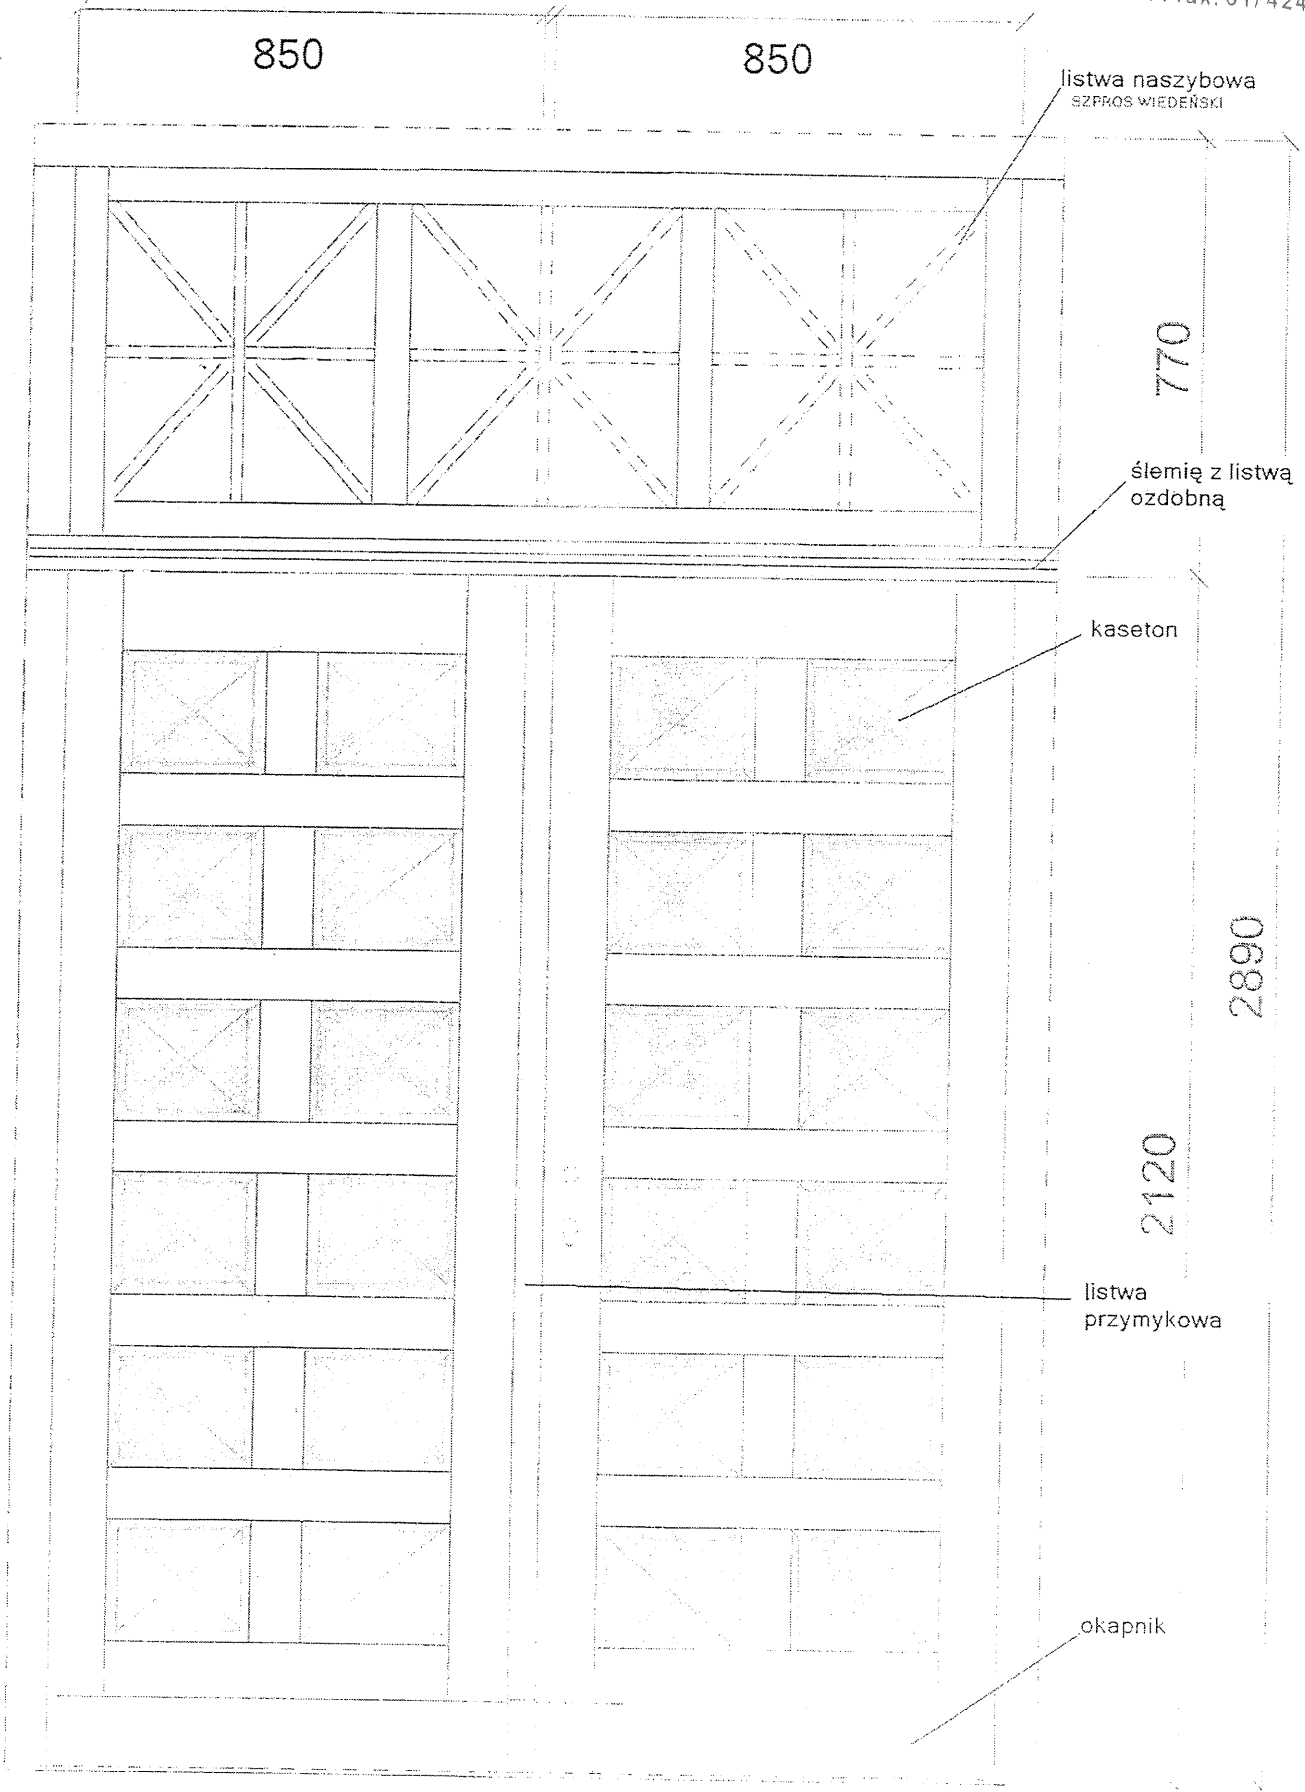 850
850
listwa naszybowa
SZPROS WIEDEŃSKI
770
ślemię z listwą
ozdobną
kaseton
2890
2120
listwa
przymykowa
okapnik